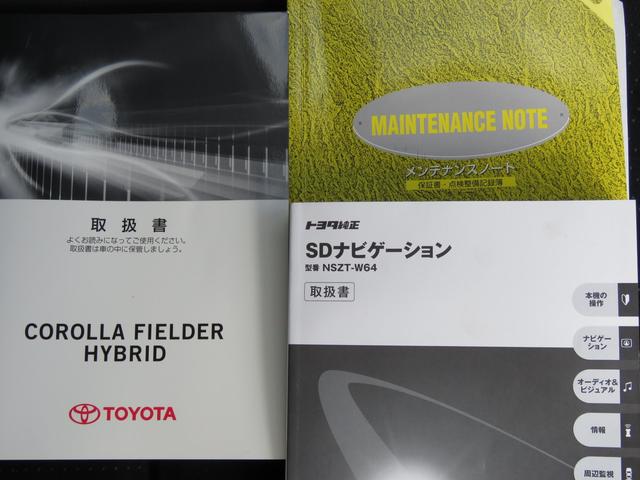 取扱書
よくお読みになってご使用ください。
取扱書は車の中に保管しましょう。
COROLLA FIELDER
HYBRID
TOYOTA
MAINTENANCE NOTE
メンテナンスノート
保証書・点検整備記録簿
トヨタ純正
SDナビゲーション
型番 NSZT-W64
取扱書
本機の
操作
ナビゲー
ション
オーディオ&
ビジュアル
情報
周辺監視